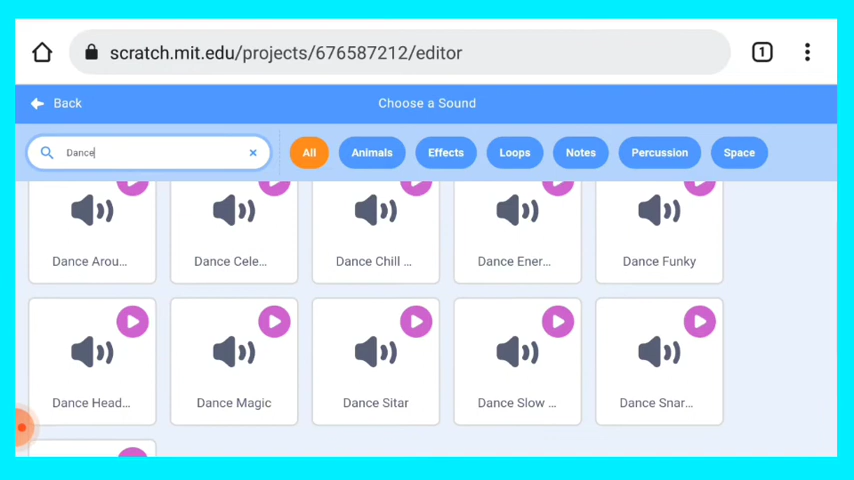 scratch.mit.edu/projects/676587212/editor
1
Back
Choose a Sound
Dance
All
Animals
Effects
Loops
Notes
Percussion
Space
Dance Arou...
Dance Cele...
Dance Chill ...
Dance Ener...
Dance Funky
Dance Head...
Dance Magic
Dance Sitar
Dance Slow ...
Dance Snar...